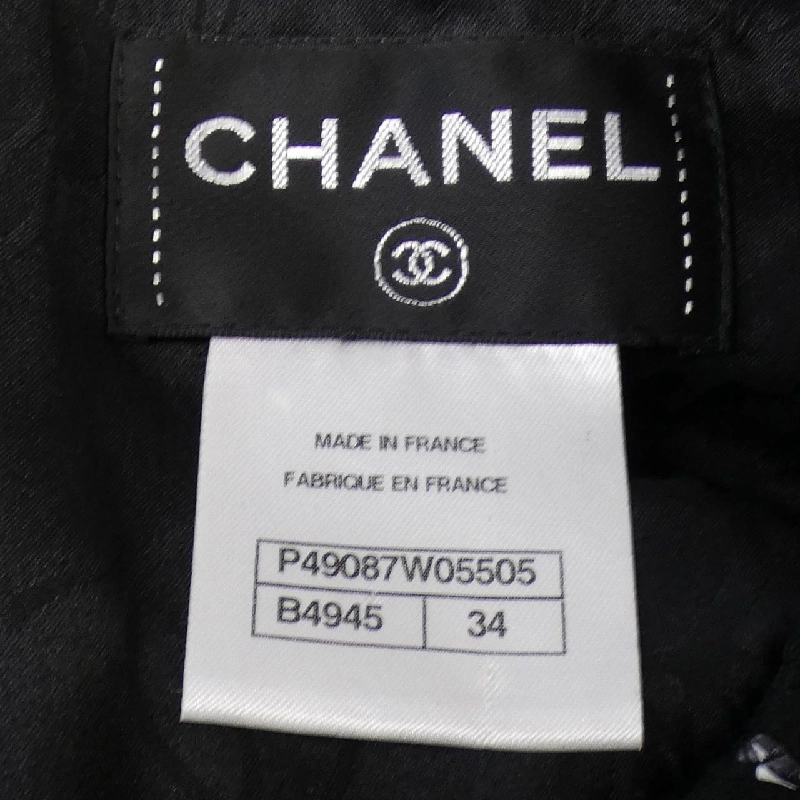 CHANEL
MADE IN FRANCE
FABRIQUE EN FRANCE
P49087W05505
B4945 34